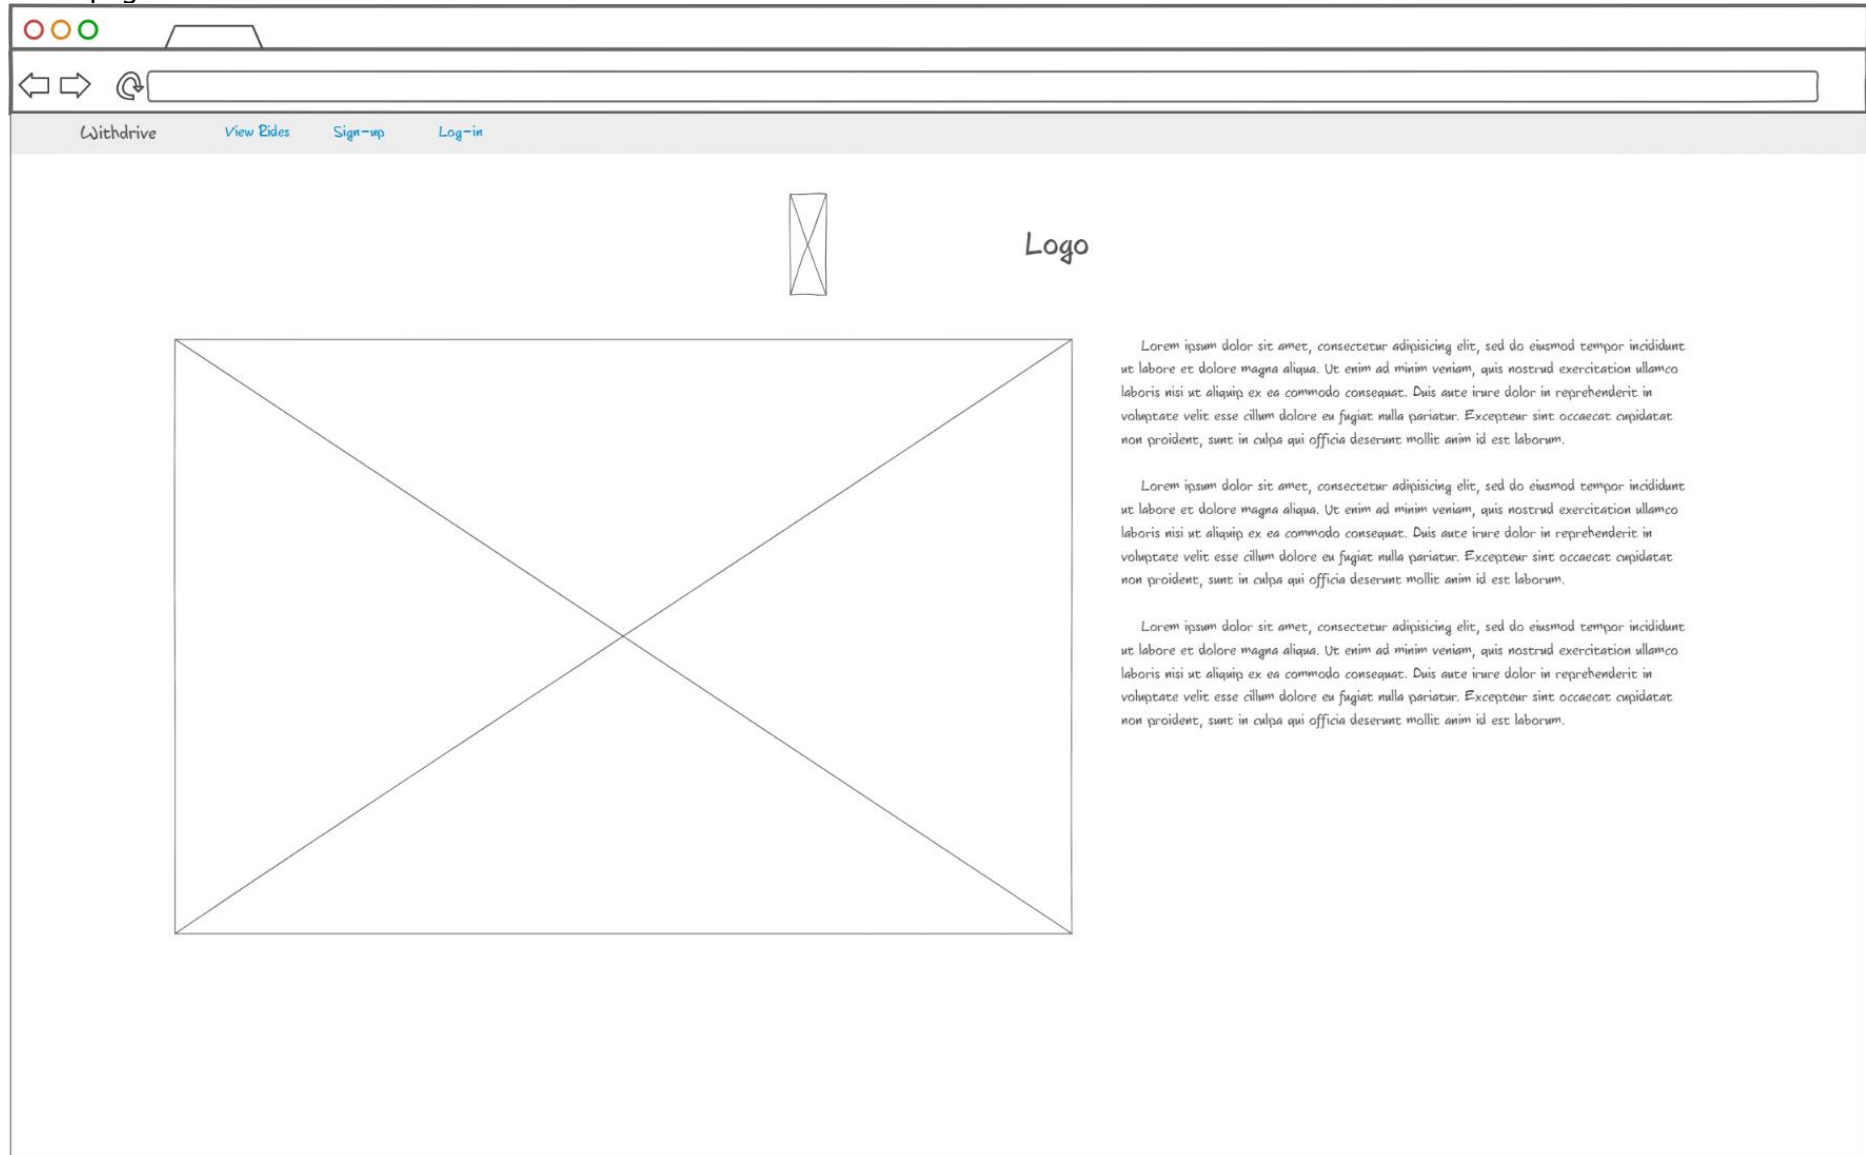 Withdrive View Rides Sign-up Log-in
Logo
Lorem ipsum dolor sit amet, consectetur adipisicing elit, sed do eiusmod tempor incididunt
ut labore et dolore magna aliqua. Ut enim ad minim veniam, quis nostrud exercitation ullamco
laboris nisi ut aliquip ex ea commodo consequat. Duis aute irure dolor in reprehenderit in
voluptate velit esse cillum dolore eu fugiat nulla pariatur. Excepteur sint occaecat cupidatat
non proident, sunt in culpa qui officia deserunt mollit anim id est laborum.
Lorem ipsum dolor sit amet, consectetur adipisicing elit, sed do eiusmod tempor incididunt
ut labore et dolore magna aliqua. Ut enim ad minim veniam, quis nostrud exercitation ullamco
laboris nisi ut aliquip ex ea commodo consequat. Duis aute irure dolor in reprehenderit in
voluptate velit esse cillum dolore eu fugiat nulla pariatur. Excepteur sint occaecat cupidatat
non proident, sunt in culpa qui officia deserunt mollit anim id est laborum.
Lorem ipsum dolor sit amet, consectetur adipisicing elit, sed do eiusmod tempor incididunt
ut labore et dolore magna aliqua. Ut enim ad minim veniam, quis nostrud exercitation ullamco
laboris nisi ut aliquip ex ea commodo consequat. Duis aute irure dolor in reprehenderit in
voluptate velit esse cillum dolore eu fugiat nulla pariatur. Excepteur sint occaecat cupidatat
non proident, sunt in culpa qui officia deserunt mollit anim id est laborum.